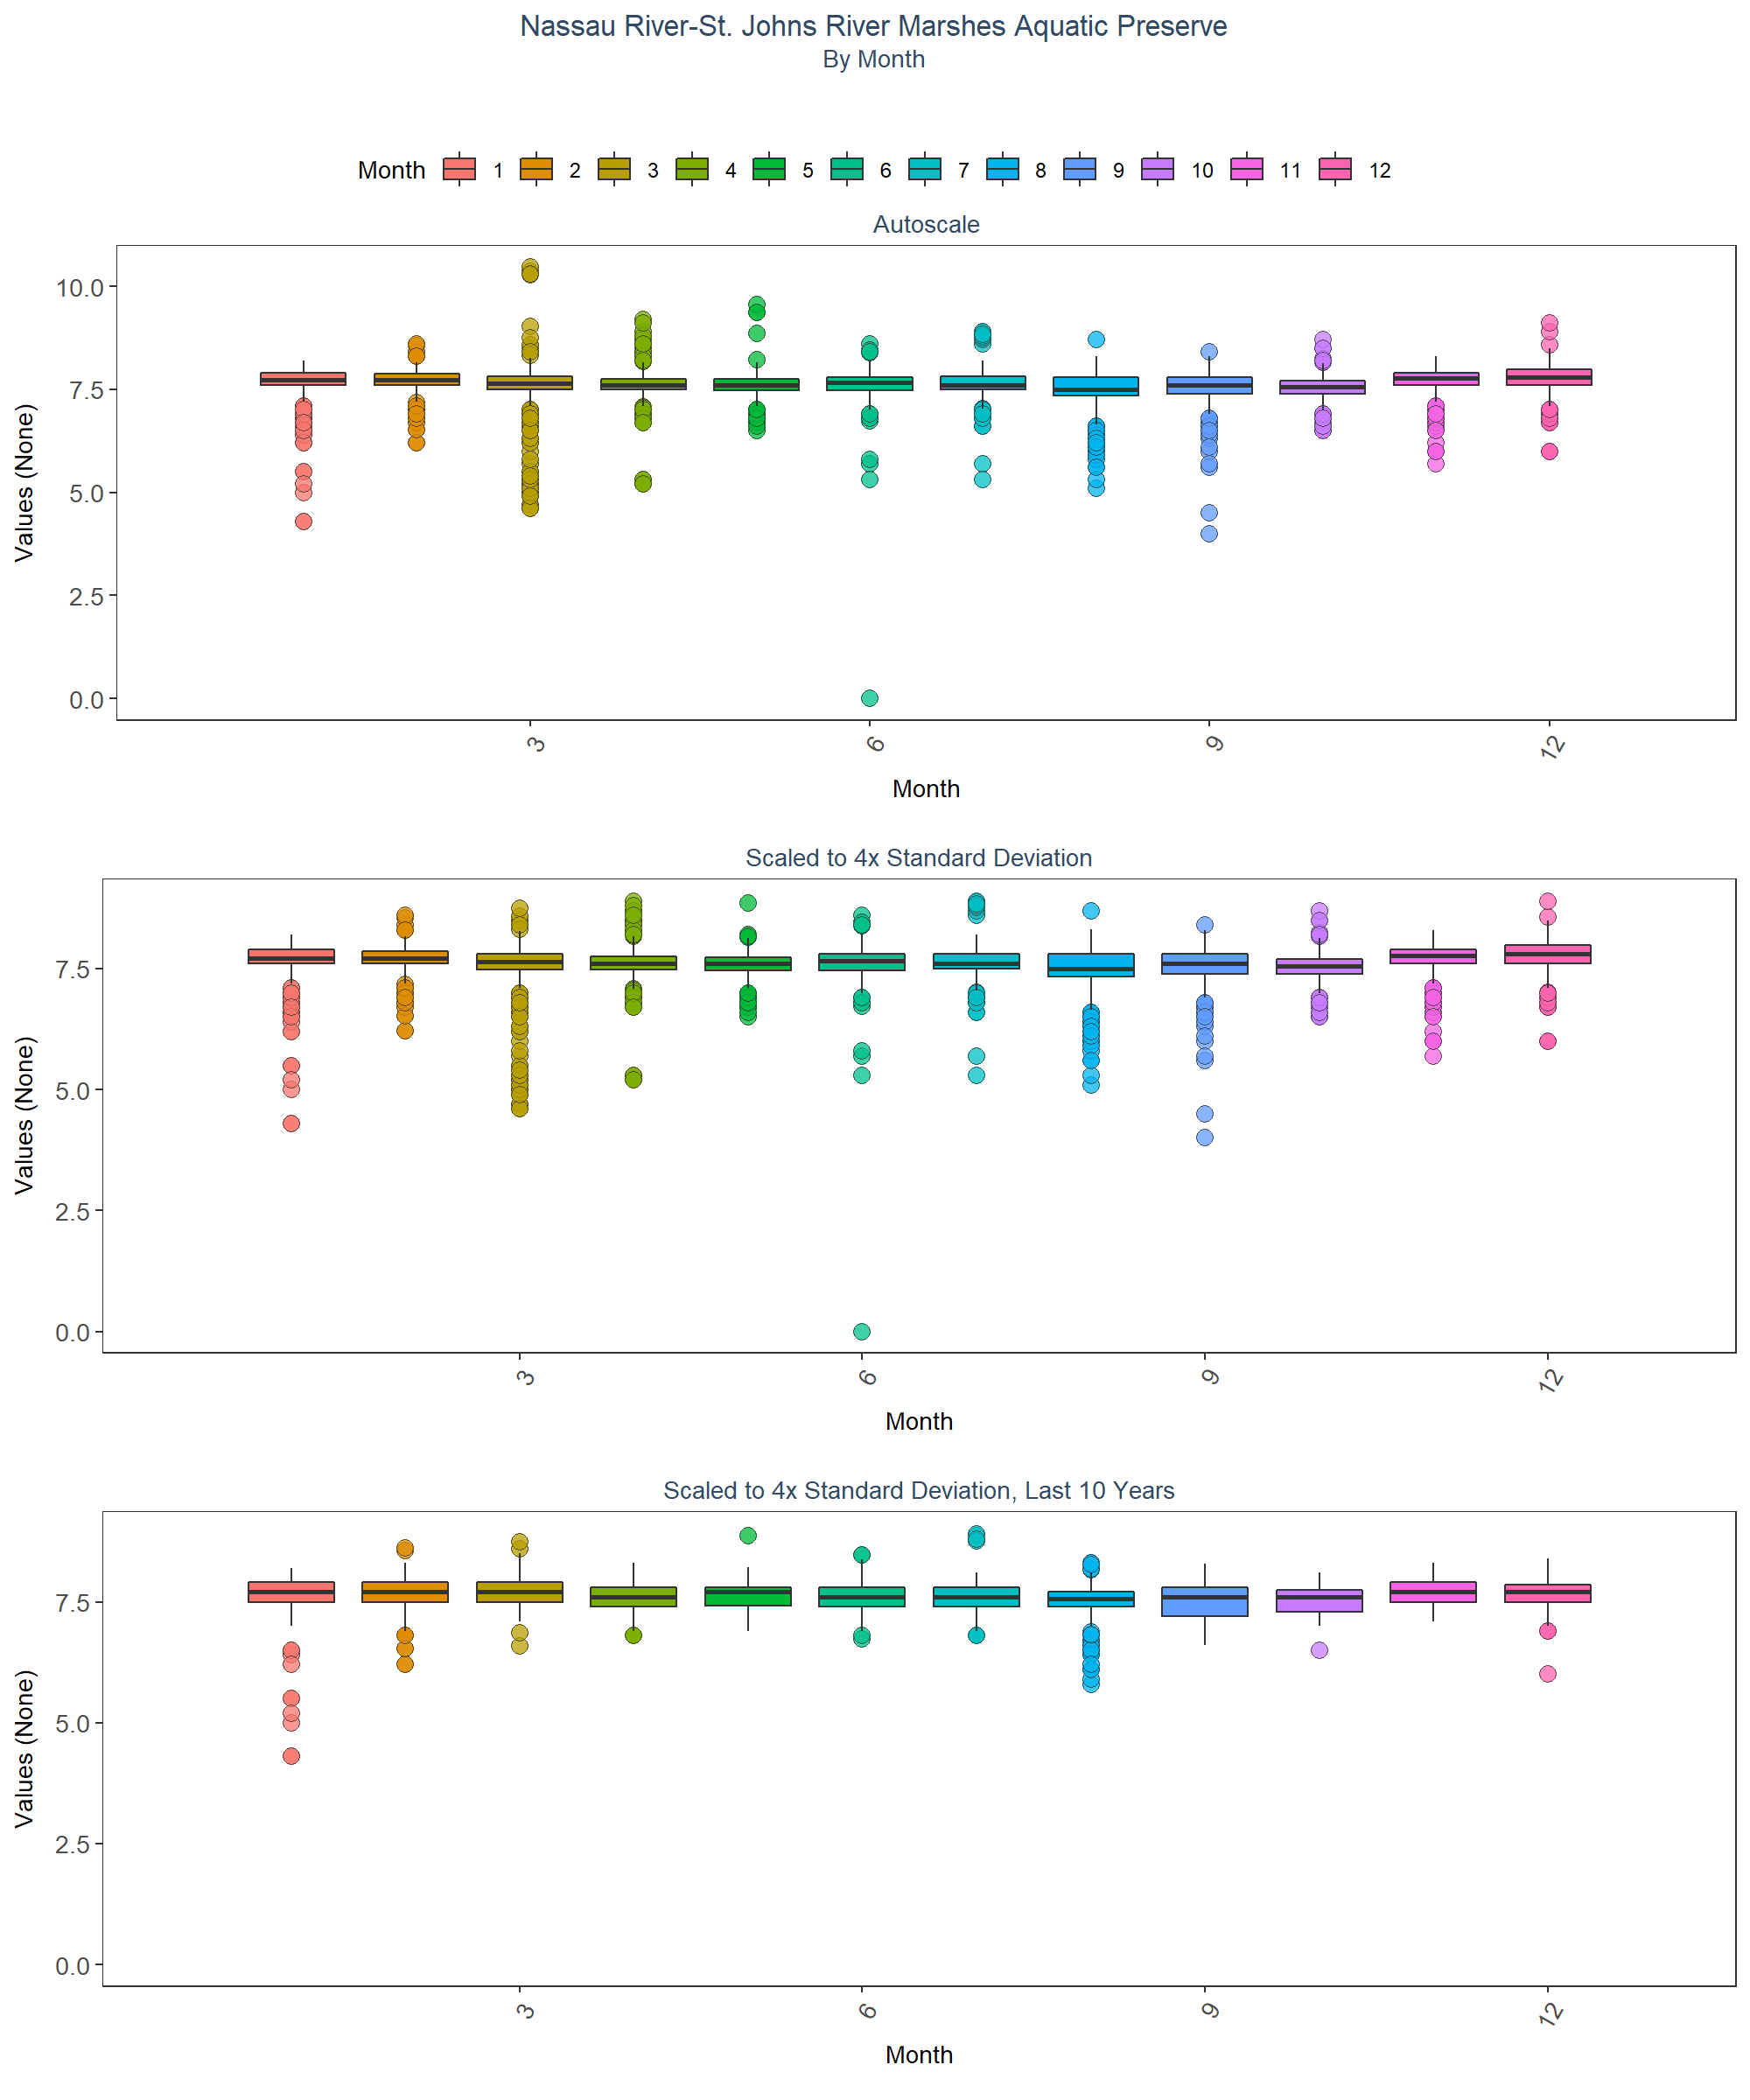 Nassau River-St. Johns River Marshes Aquatic Preserve
By Month
Month 1 2 3 4 5 6 7 8 9 10 11 12
Autoscale
Values (None)
10.0
7.5
5.0
2.5
0.0
3 6 9 12
Month
Scaled to 4x Standard Deviation
Values (None)
7.5
5.0
2.5
0.0
3 6 9 12
Month
Scaled to 4x Standard Deviation, Last 10 Years
Values (None)
7.5
5.0
2.5
0.0
3 6 9 12
Month